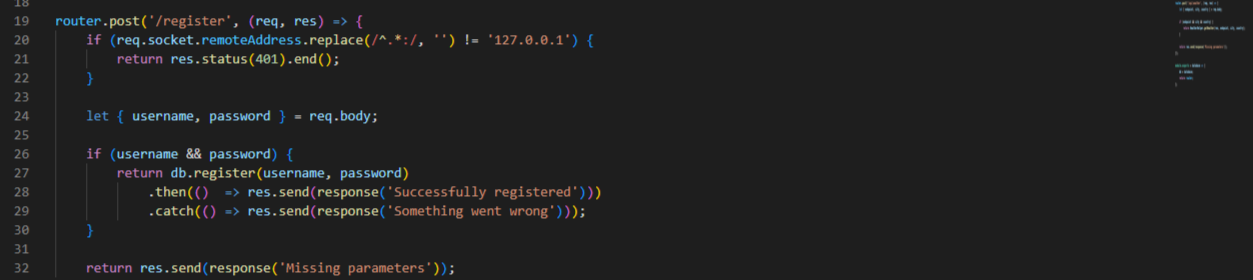 18
19 router.post('/register', (req, res) => {
20 if (req.socket.remoteAddress.replace(/^.*:/, '') != '127.0.0.1') {
21 return res.status(401).end();
22 }
23
24 let { username, password } = req.body;
25
26 if (username && password) {
27 return db.register(username, password)
28 .then(()  => res.send(response('Successfully registered')))
29 .catch(() => res.send(response('Something went wrong')));
30 }
31
32 return res.send(response('Missing parameters'));